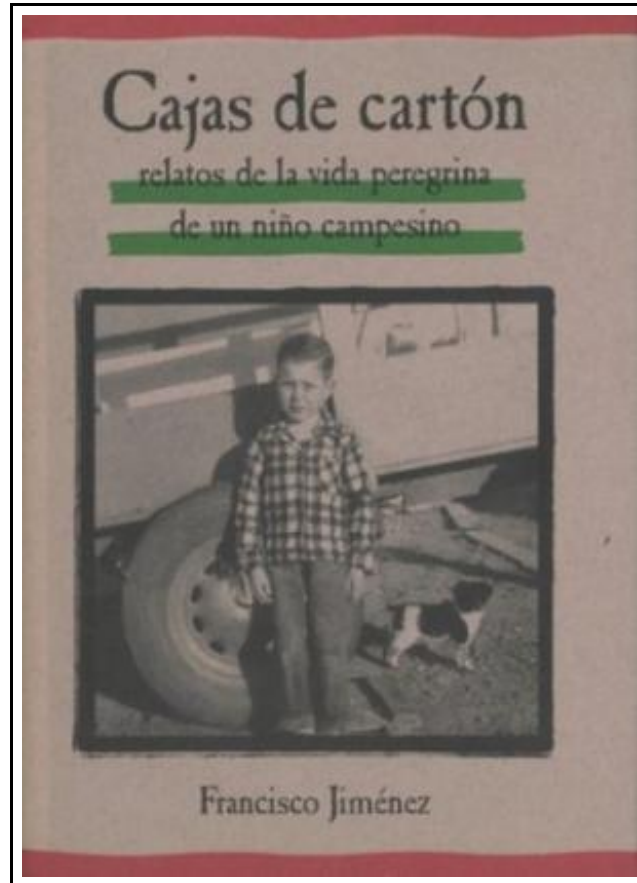 Cajas de cartón
relatos de la vida peregrina
de un niño campesino
Francisco Jiménez